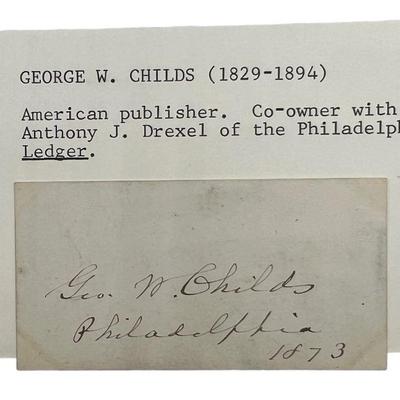 GEORGE W. CHILDS (1829-1894)
American publisher. Co-owner with
Anthony J. Drexel of the Philadelph
Ledger.
Geo. W. Childs
Philadelphia
1873